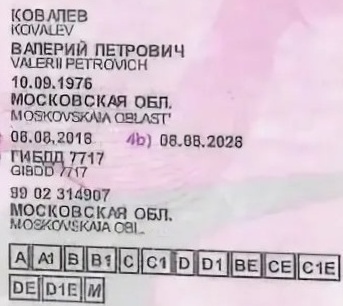 КОВАЛЕВ
KOVALEV
ВАЛЕРИЙ ПЕТРОВИЧ
VALERII PETROVICH
10.09.1976
МОСКОВСКАЯ ОБЛ.
MOSKOVSKAIA OBLAST'
08.08.2018 4b) 08.08.2028
ГИБДД 7717
GIBDD 7717
99 02 314907
МОСКОВСКАЯ ОБЛ.
MOSKOVSKAIA OBL.
A A1 B B1 C C1 D D1 BE CE C1E
DE D1E M